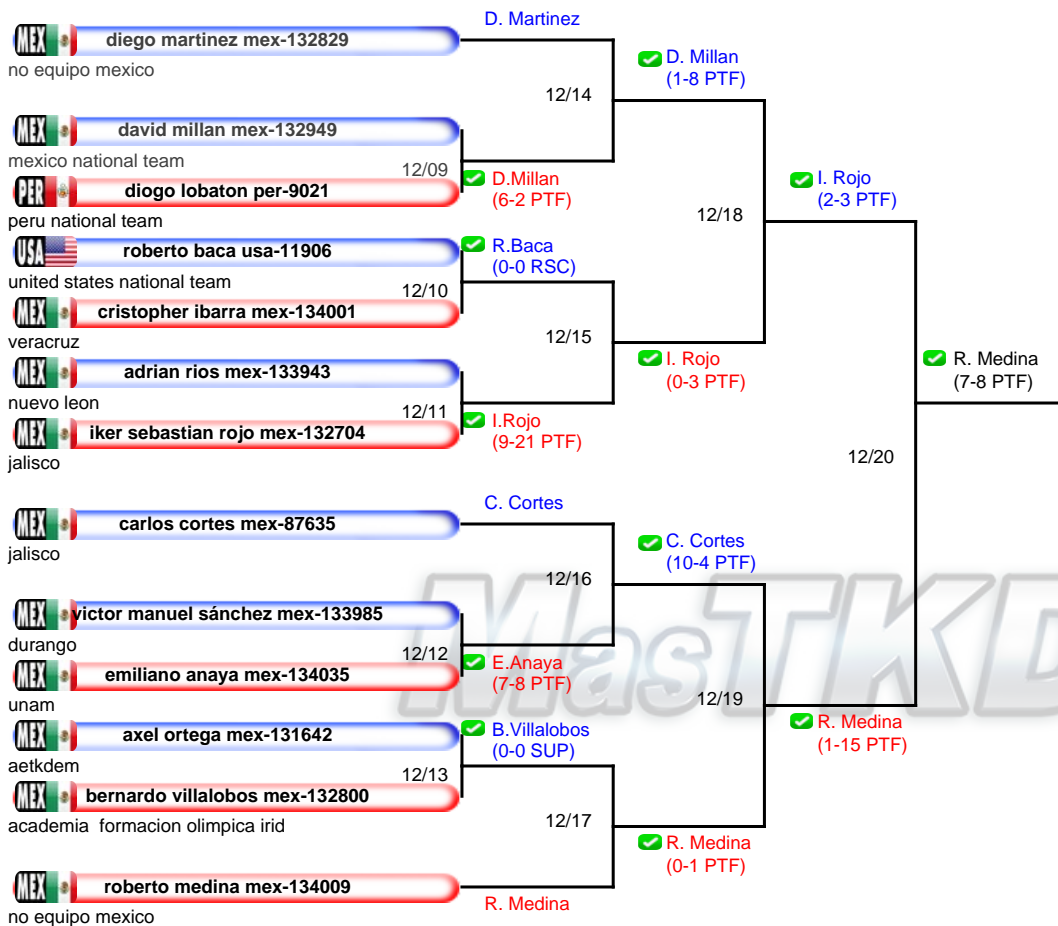 D. Martinez
MEX diego martinez mex-132829
no equipo mexico
12/14
D. Millan
(1-8 PTF)
MEX david millan mex-132949
mexico national team
12/09
PER diogo lobaton per-9021
peru national team
D.Millan
(6-2 PTF)
12/18
I. Rojo
(2-3 PTF)
USA roberto baca usa-11906
united states national team
R.Baca
(0-0 RSC)
12/10
MEX cristopher ibarra mex-134001
veracruz
12/15
MEX adrian rios mex-133943
nuevo leon
I. Rojo
(0-3 PTF)
12/11
MEX iker sebastian rojo mex-132704
jalisco
I.Rojo
(9-21 PTF)
R. Medina
(7-8 PTF)
12/20
C. Cortes
MEX carlos cortes mex-87635
jalisco
C. Cortes
(10-4 PTF)
12/16
MEX victor manuel sánchez mex-133985
durango
12/12
MEX emiliano anaya mex-134035
unam
E.Anaya
(7-8 PTF)
MasTKD
12/19
R. Medina
(1-15 PTF)
MEX axel ortega mex-131642
aetkdem
B.Villalobos
(0-0 SUP)
12/13
MEX bernardo villalobos mex-132800
academia formacion olimpica irid
12/17
R. Medina
(0-1 PTF)
MEX roberto medina mex-134009
no equipo mexico
R. Medina